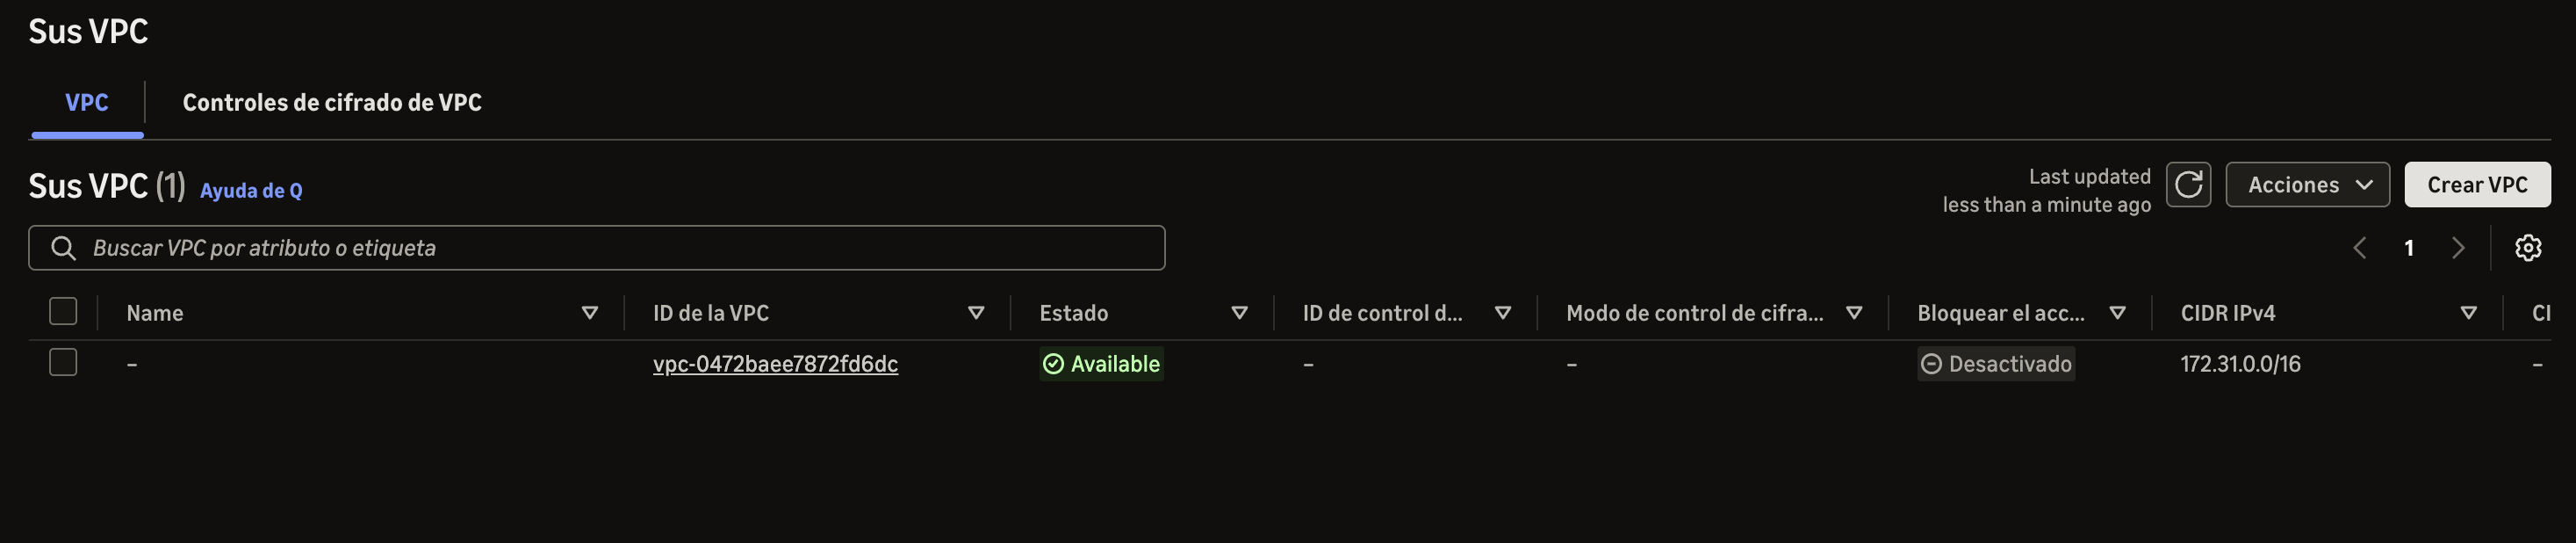 Sus VPC
VPC
Controles de cifrado de VPC
Sus VPC (1) Ayuda de Q
Last updated
less than a minute ago
Acciones
Crear VPC
Buscar VPC por atributo o etiqueta
1
Name ID de la VPC Estado ID de control d... Modo de control de cifra... Bloquear el acc... CIDR IPv4 CI
– vpc-0472baee7872fd6dc Available – – Desactivado 172.31.0.0/16 –